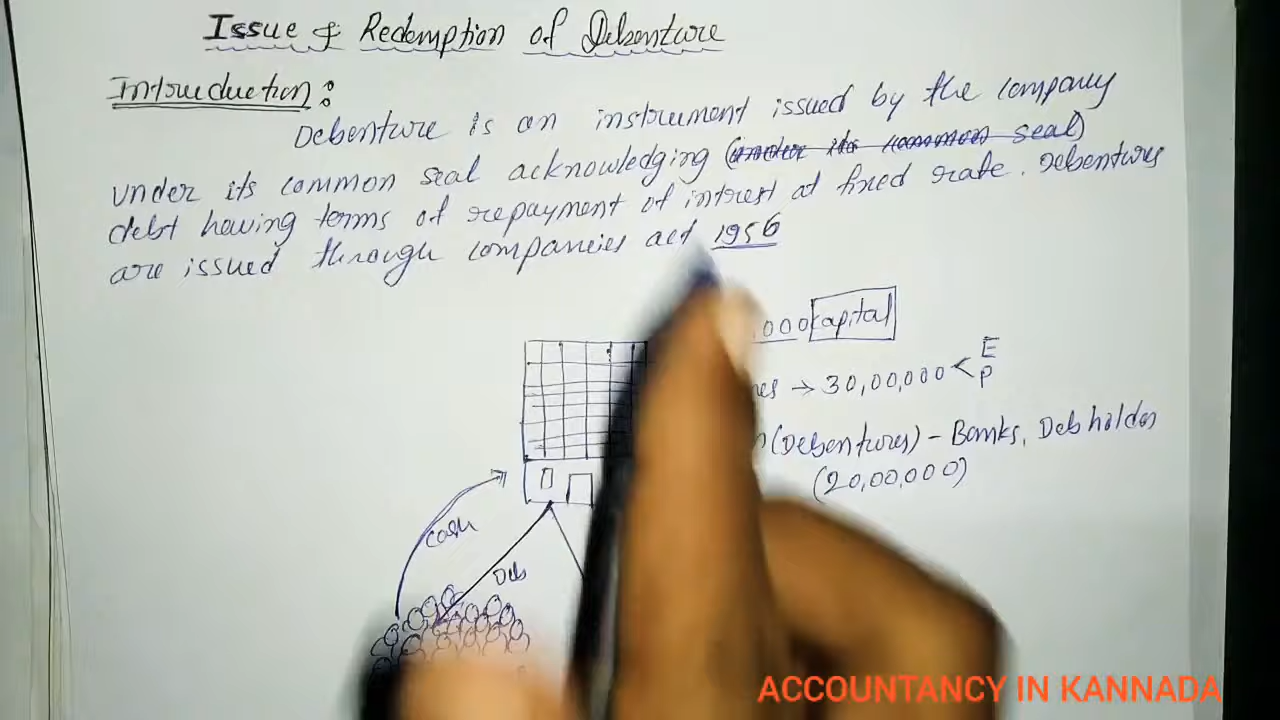 Issue & Redemption of Debenture
Introduction:
Debenture is an instrument issued by the company
under its common seal acknowledging (under its common seal)
debt having terms of repayment of interest at fixed rate. Debentures
are issued through companies act 1956
000 capital
→ 30,00,000 < E
P
(Debentures) - Banks, Deb holder
(20,00,000)
cash
Deb
ACCOUNTANCY IN KANNADA